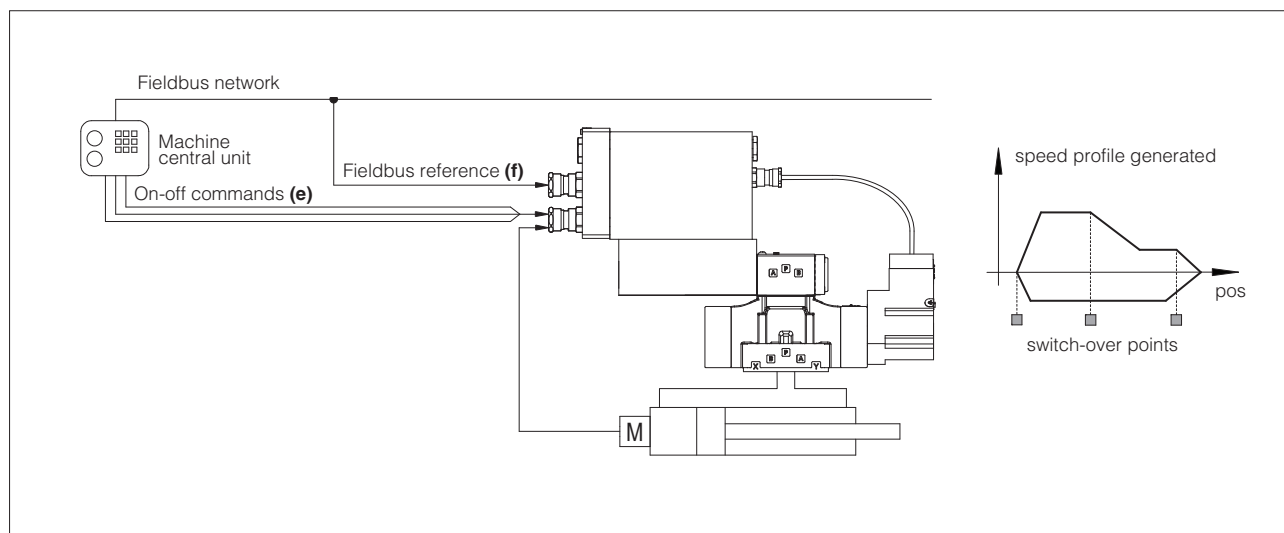 Fieldbus network
Machine
central unit
Fieldbus reference (f)
On-off commands (e)
speed profile generated
pos
switch-over points
A P B
B P A
X Y
M